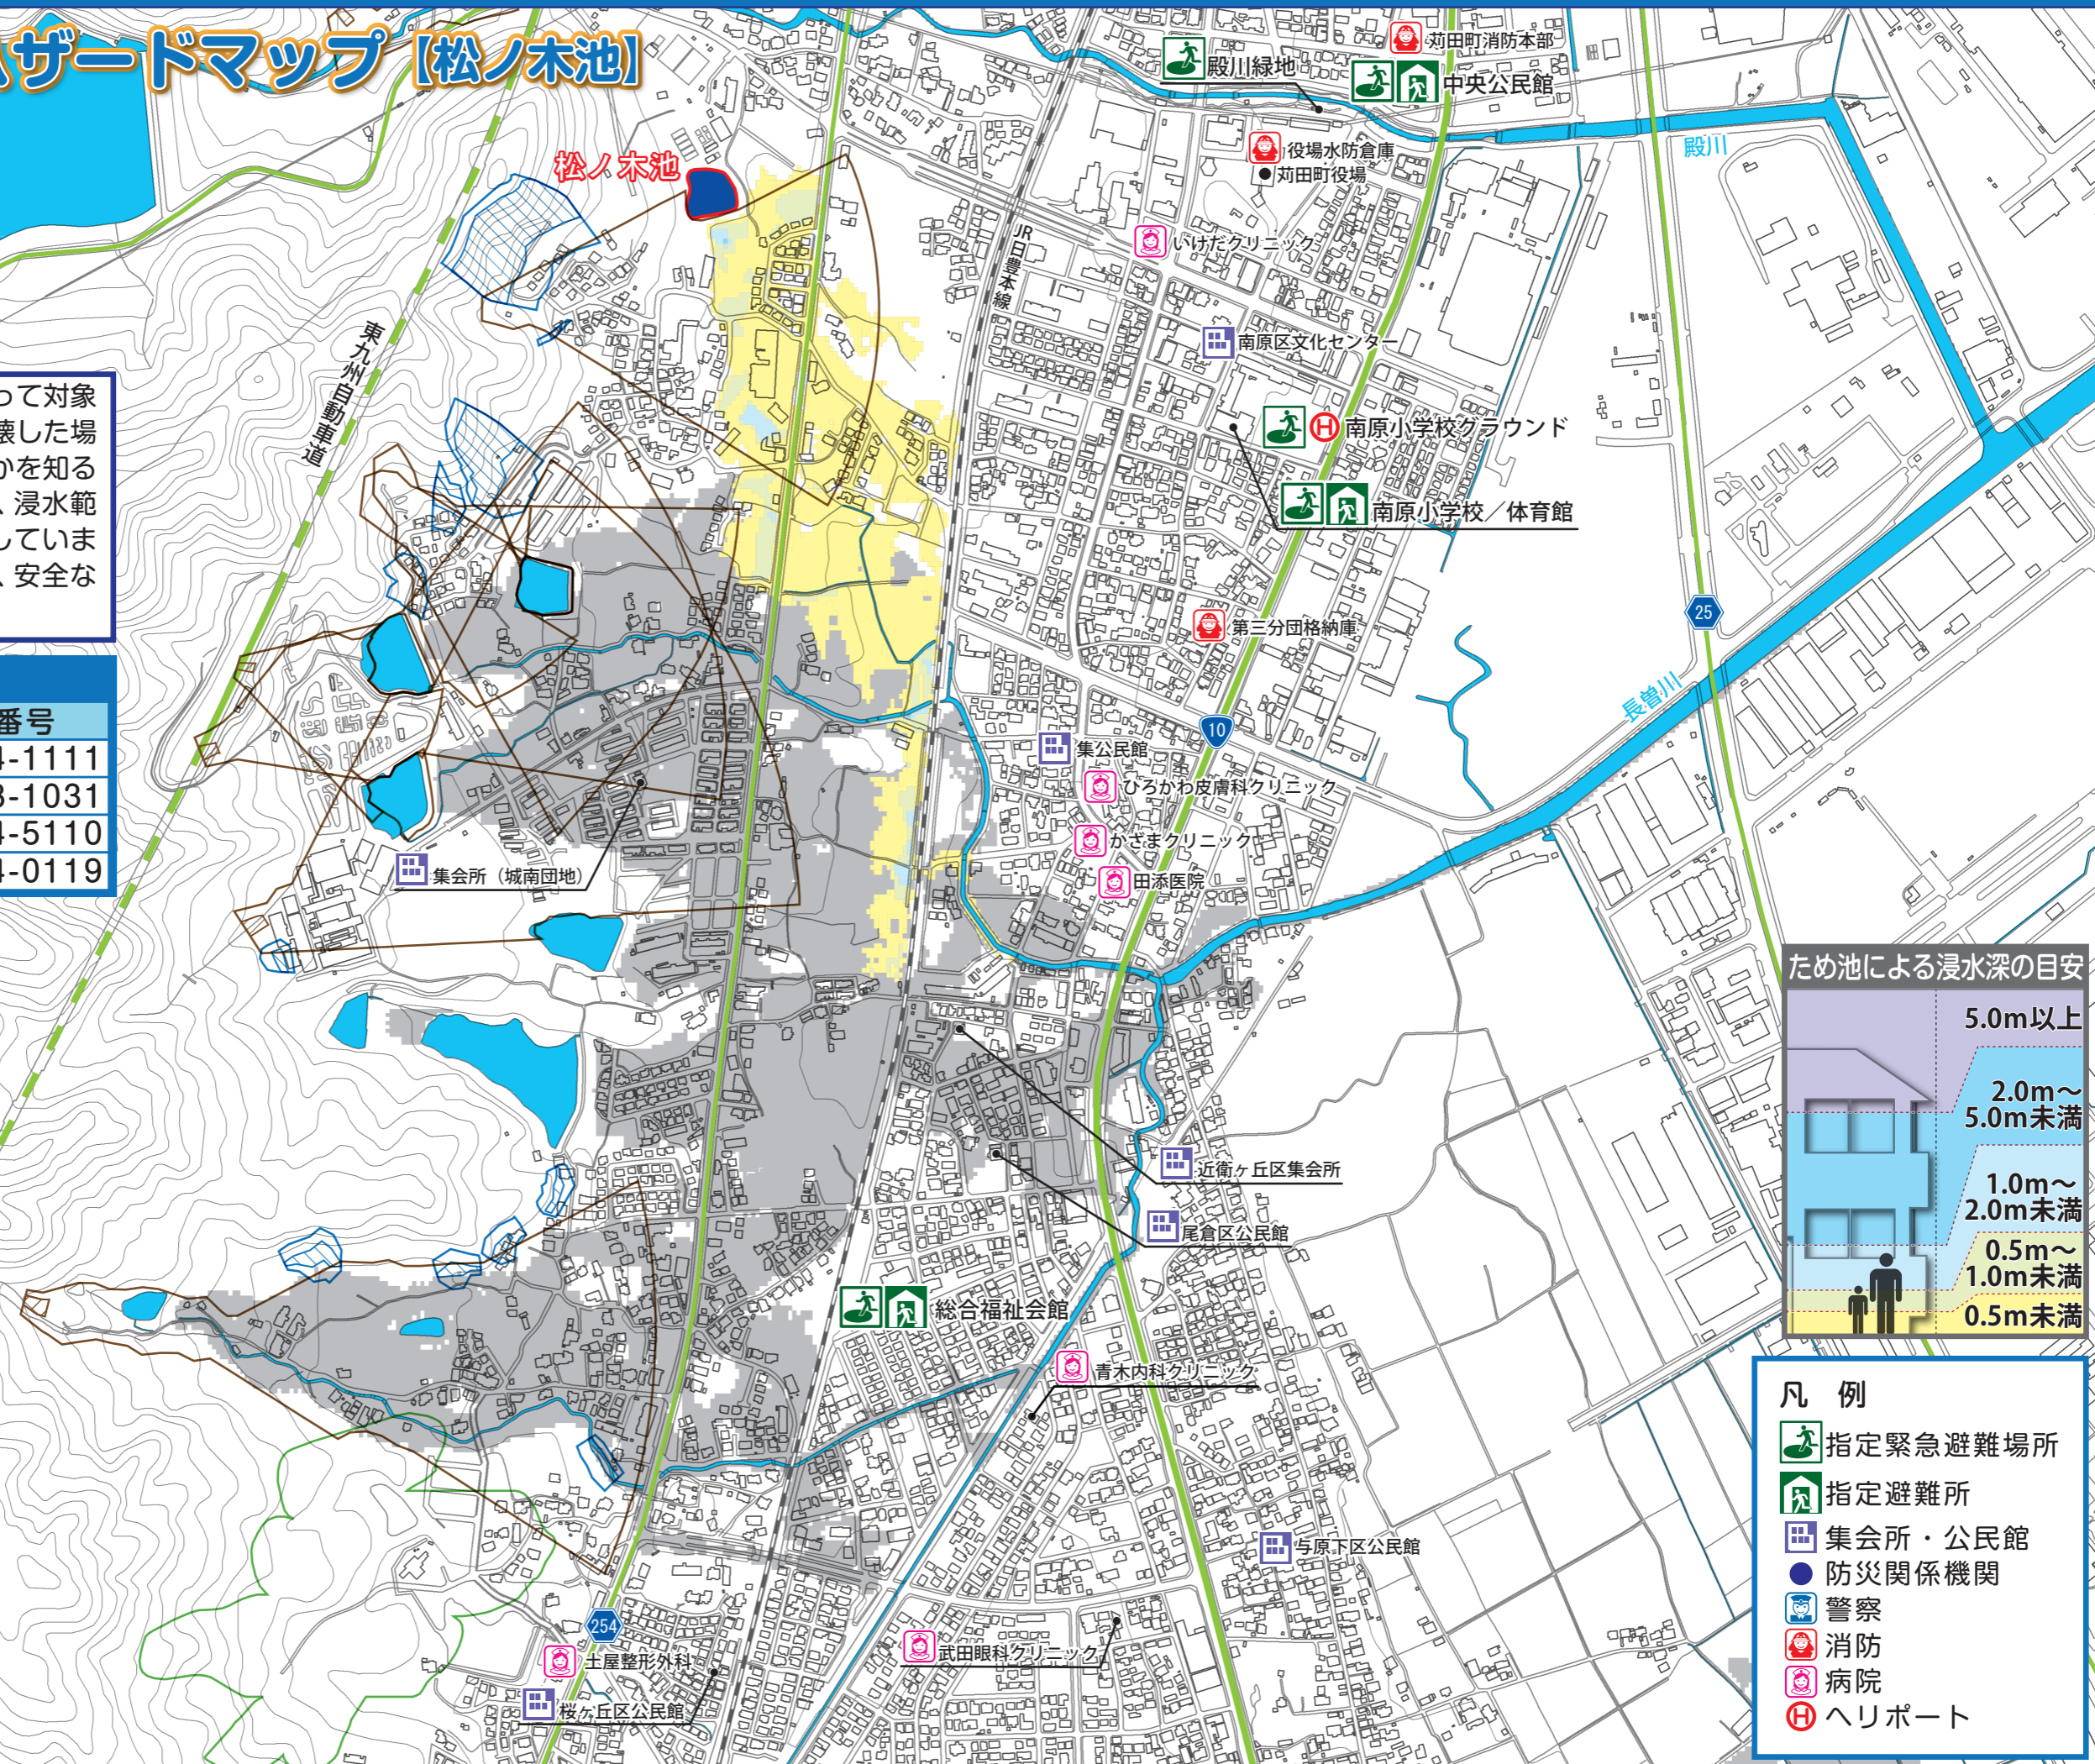 ハザードマップ【松ノ木池】
って対象
壊した場
かを知る
、浸水範
していま
、安全な
番号
4-1111
3-1031
4-5110
4-0119
苅田町消防本部
殿川緑地
中央公民館
役場水防倉庫
苅田町役場
殿川
松ノ木池
いけだクリニック
JR日豊本線
東九州自動車道
南原区文化センター
H 南原小学校グラウンド
南原小学校／体育館
第三分団格納庫
25
長曽川
10
集公民館
ひろかわ皮膚科クリニック
かざまクリニック
田添医院
集会所（城南団地）
近衛ヶ丘区集会所
尾倉区公民館
総合福祉会館
青木内科クリニック
与原下区公民館
254
土屋整形外科
武田眼科クリニック
桜ヶ丘区公民館
ため池による浸水深の目安
5.0m以上
2.0m～
5.0m未満
1.0m～
2.0m未満
0.5m～
1.0m未満
0.5m未満
凡 例
指定緊急避難場所
指定避難所
集会所・公民館
防災関係機関
警察
消防
病院
H ヘリポート